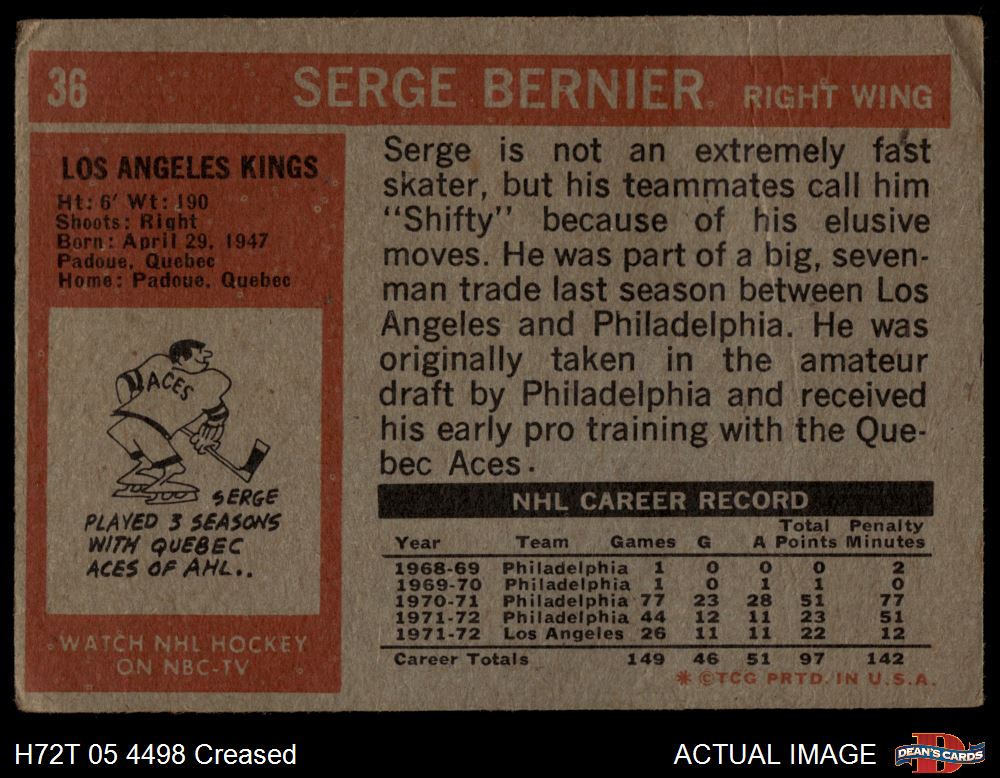 36 SERGE BERNIER RIGHT WING
LOS ANGELES KINGS
Ht: 6' Wt: 190
Shoots: Right
Born: April 29, 1947
Padoue, Quebec
Home: Padoue, Quebec
ACES
SERGE
PLAYED 3 SEASONS
WITH QUEBEC
ACES OF AHL..
WATCH NHL HOCKEY
ON NBC-TV
Serge is not an extremely fast
skater, but his teammates call him
"Shifty" because of his elusive
moves. He was part of a big, seven-
man trade last season between Los
Angeles and Philadelphia. He was
originally taken in the amateur
draft by Philadelphia and received
his early pro training with the Que-
bec Aces.
NHL CAREER RECORD
Total Penalty
Year Team Games G A Points Minutes
1968-69 Philadelphia 1 0 0 0 2
1969-70 Philadelphia 1 0 1 1 0
1970-71 Philadelphia 77 23 28 51 77
1971-72 Philadelphia 44 12 11 23 51
1971-72 Los Angeles 26 11 11 22 12
Career Totals 149 46 51 97 142
* ©TCG PRTD. IN U.S.A.
H72T 05 4498 Creased
ACTUAL IMAGE
DEAN'S CARDS